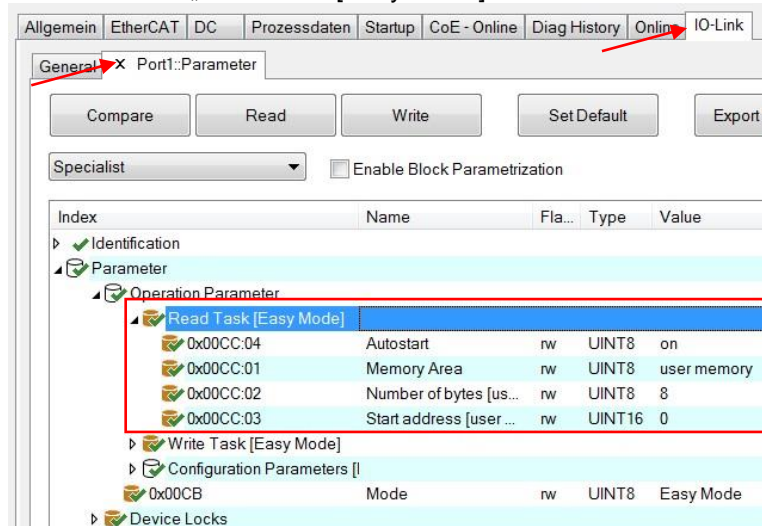 Allgemein EtherCAT DC Prozessdaten Startup CoE - Online Diag History Online IO-Link
General X Port1::Parameter
Compare Read Write Set Default Export
Specialist Enable Block Parametrization
Index Name Fla... Type Value
Identification
Parameter
Operation Parameter
Read Task [Easy Mode]
0x00CC:04 Autostart rw UINT8 on
0x00CC:01 Memory Area rw UINT8 user memory
0x00CC:02 Number of bytes [us... rw UINT8 8
0x00CC:03 Start address [user ... rw UINT16 0
Write Task [Easy Mode]
Configuration Parameters [
0x00CB Mode rw UINT8 Easy Mode
Device Locks